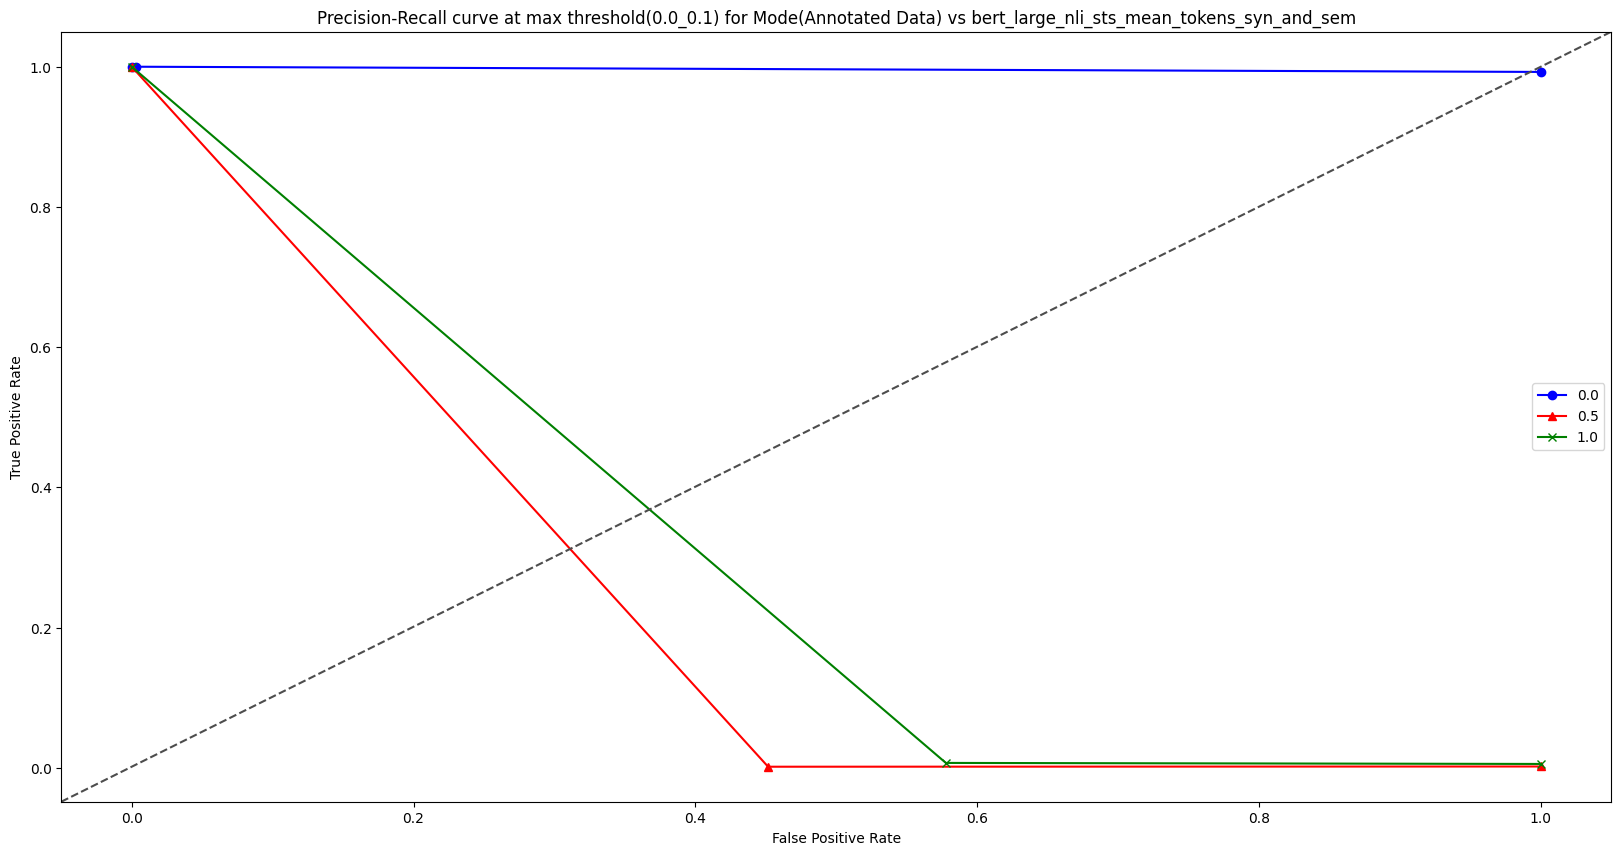 Precision-Recall curve at max threshold(0.0_0.1) for Mode(Annotated Data) vs bert_large_nli_sts_mean_tokens_syn_and_sem
1.0
0.8
0.6
0.4
0.2
0.0
True Positive Rate
0.0
0.5
1.0
0.0 0.2 0.4 0.6 0.8 1.0
False Positive Rate